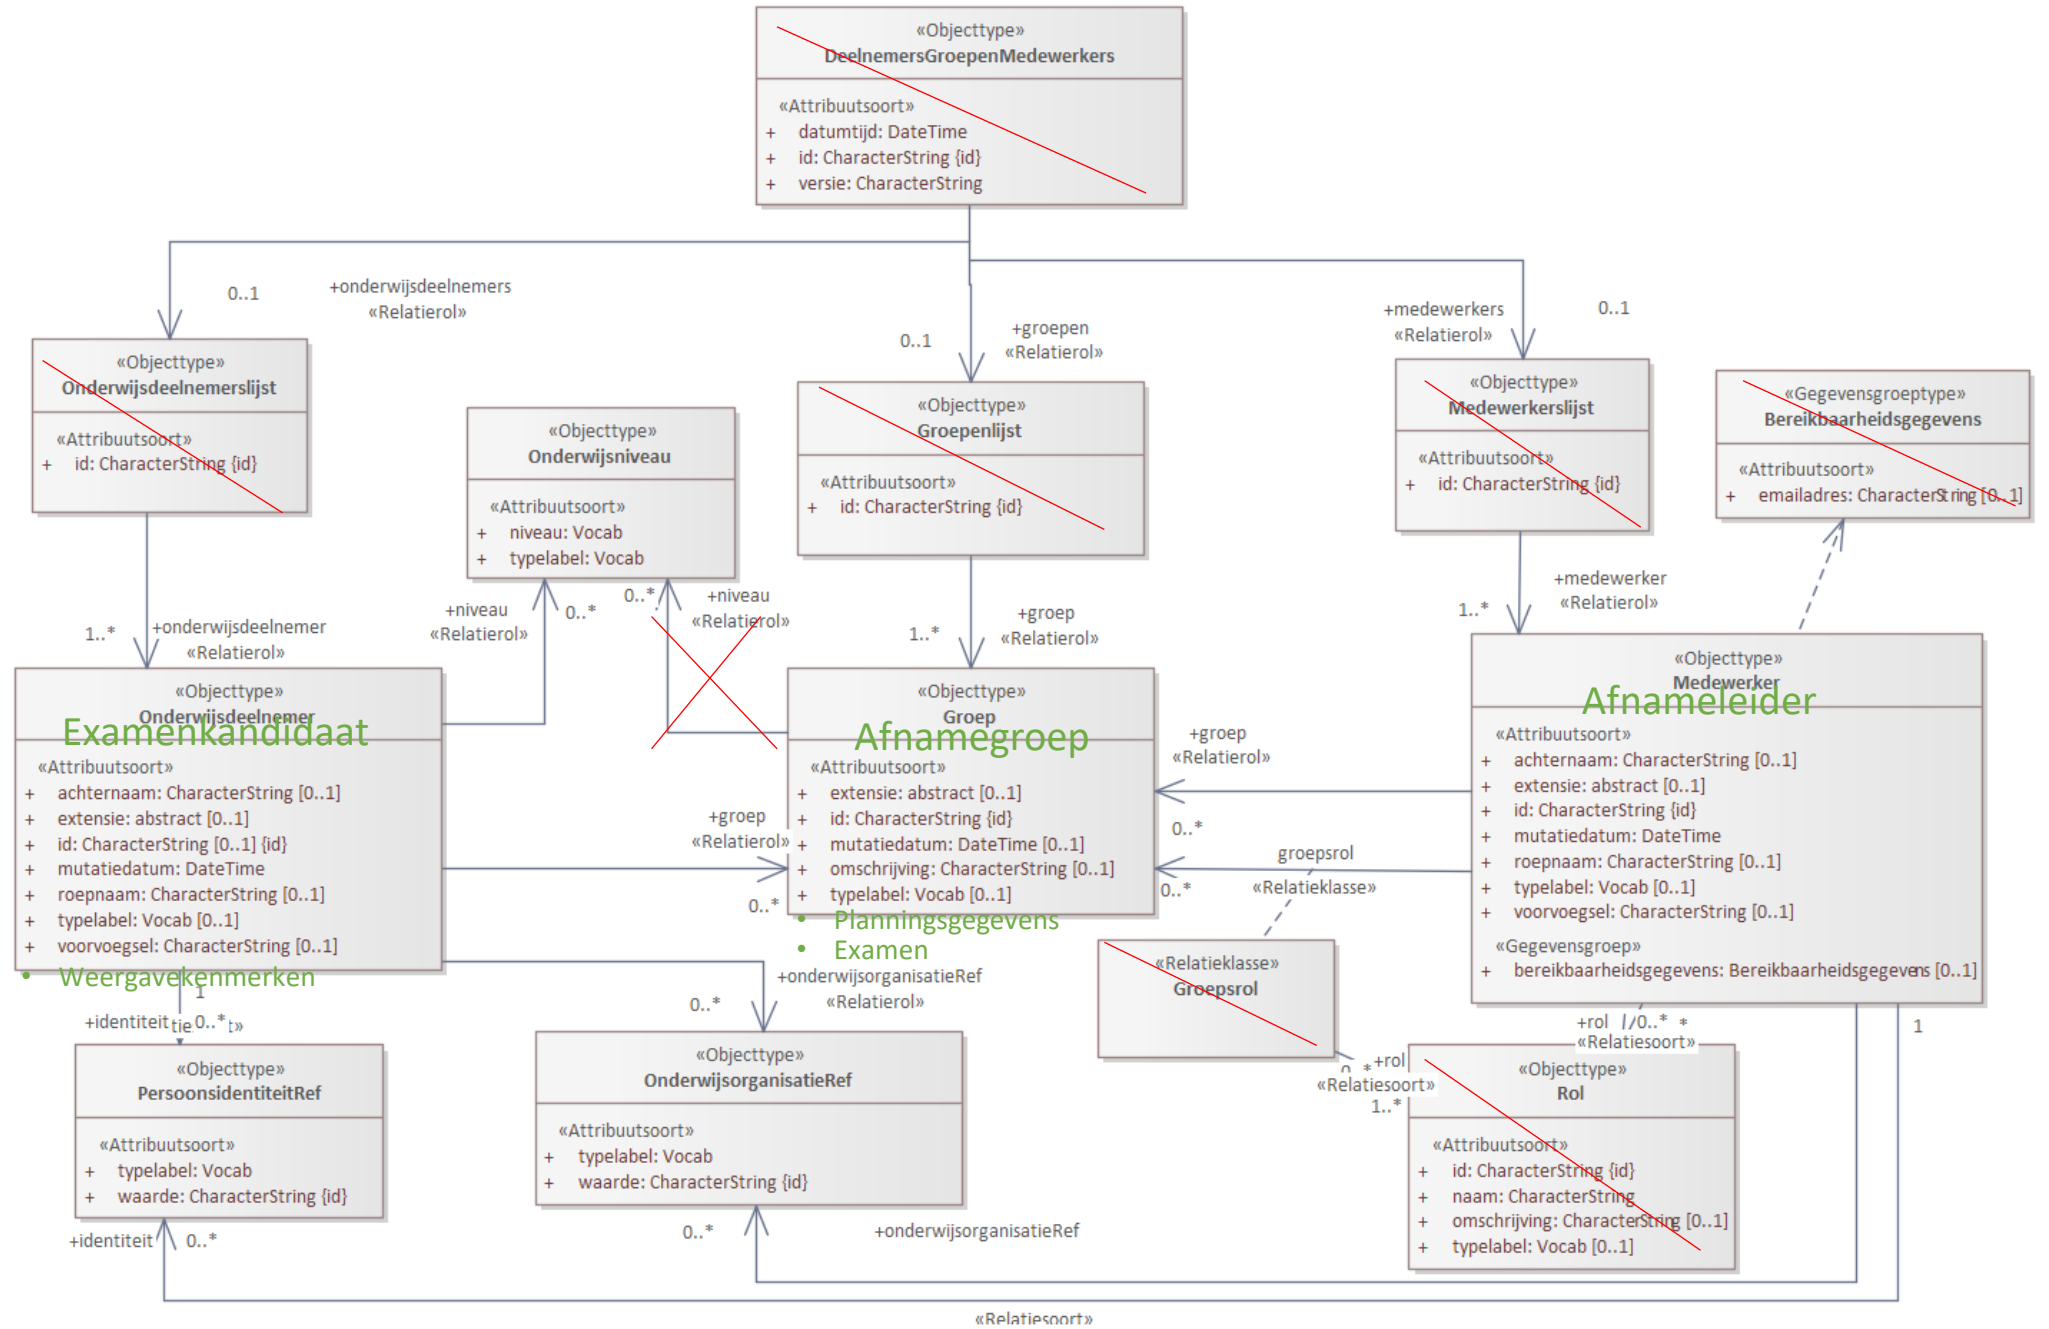 «Objecttype»
DeelnemersGroepenMedewerkers
«Attribuutsoort»
+ datumtijd: DateTime
+ id: CharacterString {id}
+ versie: CharacterString
0..1
+onderwijsdeelnemers
«Relatierol»
0..1
+groepen
«Relatierol»
+medewerkers
«Relatierol»
0..1
«Objecttype»
Onderwijsdeelnemerslijst
«Attribuutsoort»
+ id: CharacterString {id}
«Objecttype»
Onderwijsniveau
«Attribuutsoort»
+ niveau: Vocab
+ typelabel: Vocab
«Objecttype»
Groepenlijst
«Attribuutsoort»
+ id: CharacterString {id}
«Objecttype»
Medewerkerslijst
«Attribuutsoort»
+ id: CharacterString {id}
«Gegevensgroeptype»
Bereikbaarheidsgegevens
«Attribuutsoort»
+ emailadres: CharacterString [0..1]
1..*
+onderwijsdeelnemer
«Relatierol»
+niveau
«Relatierol»
0..*
0..*
+niveau
«Relatierol»
1..*
+groep
«Relatierol»
1..*
+medewerker
«Relatierol»
«Objecttype»
Onderwijsdeelnemer
Examenkandidaat
«Attribuutsoort»
+ achternaam: CharacterString [0..1]
+ extensie: abstract [0..1]
+ id: CharacterString [0..1] {id}
+ mutatiedatum: DateTime
+ roepnaam: CharacterString [0..1]
+ typelabel: Vocab [0..1]
+ voorvoegsel: CharacterString [0..1]
• Weergavekenmerken
+groep
«Relatierol»
0..*
«Objecttype»
Groep
Afnamegroep
«Attribuutsoort»
+ extensie: abstract [0..1]
+ id: CharacterString {id}
+ mutatiedatum: DateTime [0..1]
+ omschrijving: CharacterString [0..1]
+ typelabel: Vocab [0..1]
• Planningsgegevens
• Examen
+groep
«Relatierol»
0..*
groepsrol
«Relatieklasse»
0..*
«Objecttype»
Medewerker
Afnameleider
«Attribuutsoort»
+ achternaam: CharacterString [0..1]
+ extensie: abstract [0..1]
+ id: CharacterString {id}
+ mutatiedatum: DateTime
+ roepnaam: CharacterString [0..1]
+ typelabel: Vocab [0..1]
+ voorvoegsel: CharacterString [0..1]
«Gegevensgroep»
+ bereikbaarheidsgegevens: Bereikbaarheidsgegevens [0..1]
1
+identiteit
0..*
0..*
+onderwijsorganisatieRef
«Relatierol»
«Relatieklasse»
Groepsrol
0..*
+rol
«Relatiesoort»
1..*
+rol 0..* *
«Relatiesoort»
1
«Objecttype»
PersoonsidentiteitRef
«Attribuutsoort»
+ typelabel: Vocab
+ waarde: CharacterString {id}
«Objecttype»
OnderwijsorganisatieRef
«Attribuutsoort»
+ typelabel: Vocab
+ waarde: CharacterString {id}
«Objecttype»
Rol
«Attribuutsoort»
+ id: CharacterString {id}
+ naam: CharacterString
+ omschrijving: CharacterString [0..1]
+ typelabel: Vocab [0..1]
+identiteit
0..*
0..*
+onderwijsorganisatieRef
«Relatiesoort»